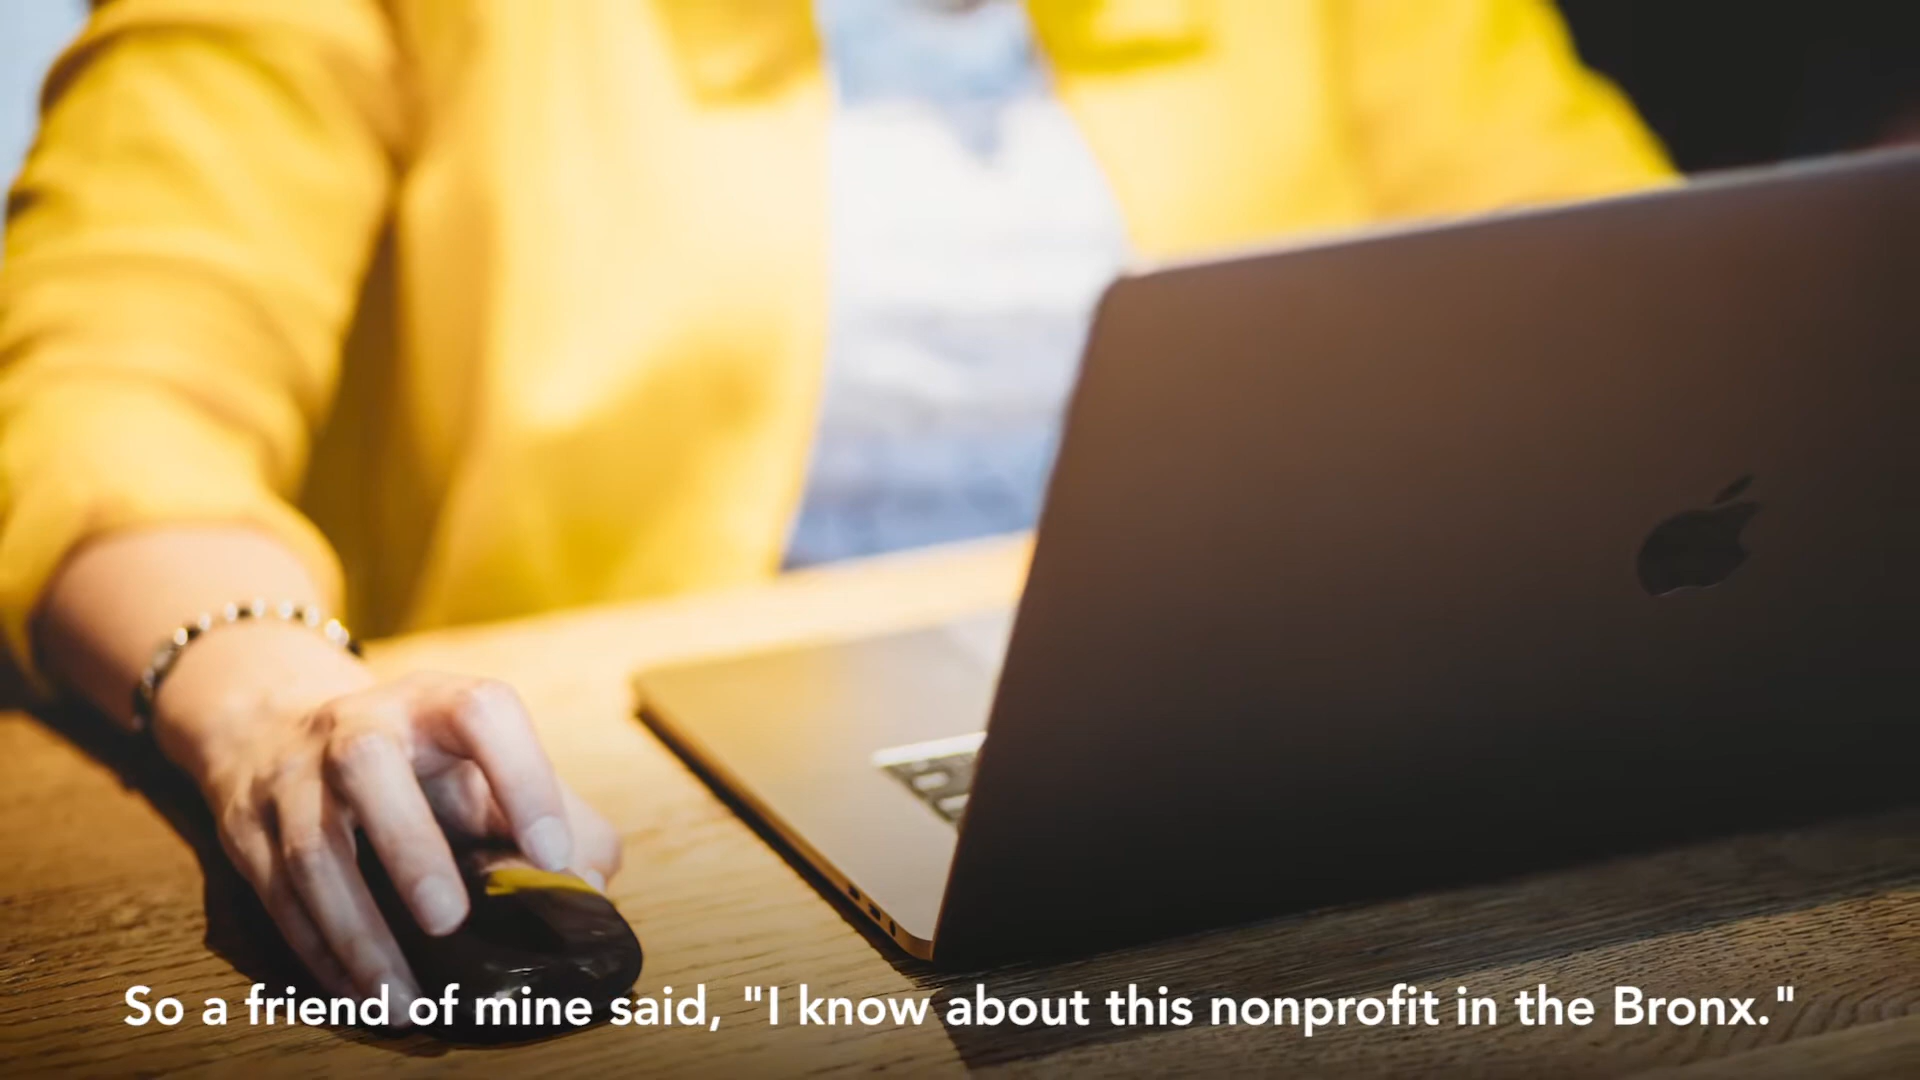 So a friend of mine said, "I know about this nonprofit in the Bronx."